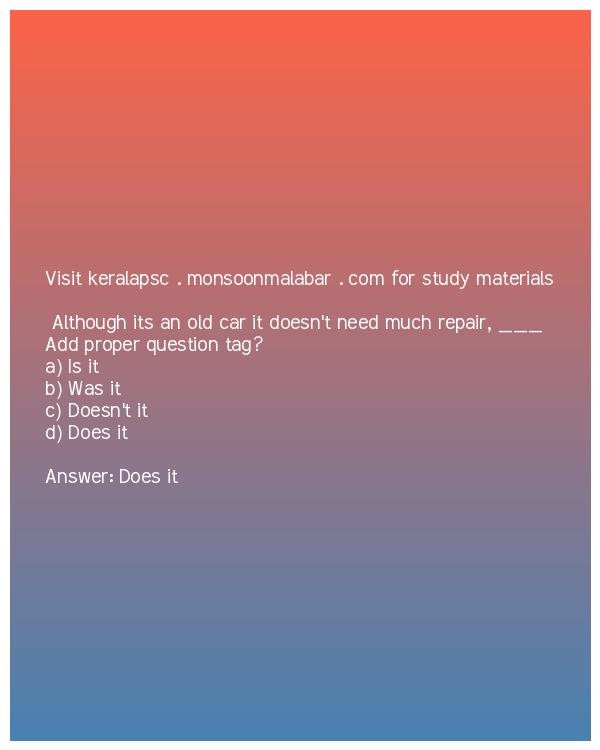 Visit keralapsc . monsoonmalabar . com for study materials
Although its an old car it doesn't need much repair, ___
Add proper question tag?
a) Is it
b) Was it
c) Doesn't it
d) Does it
Answer: Does it